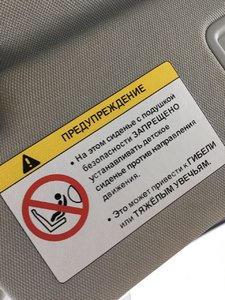 ПРЕДУПРЕЖДЕНИЕ
• На этом сиденье с подушкой
безопасности ЗАПРЕЩЕНО
устанавливать детское
сиденье против направления
движения.
• Это может привести к ГИБЕЛИ
или ТЯЖЁЛЫМ УВЕЧЬЯМ.